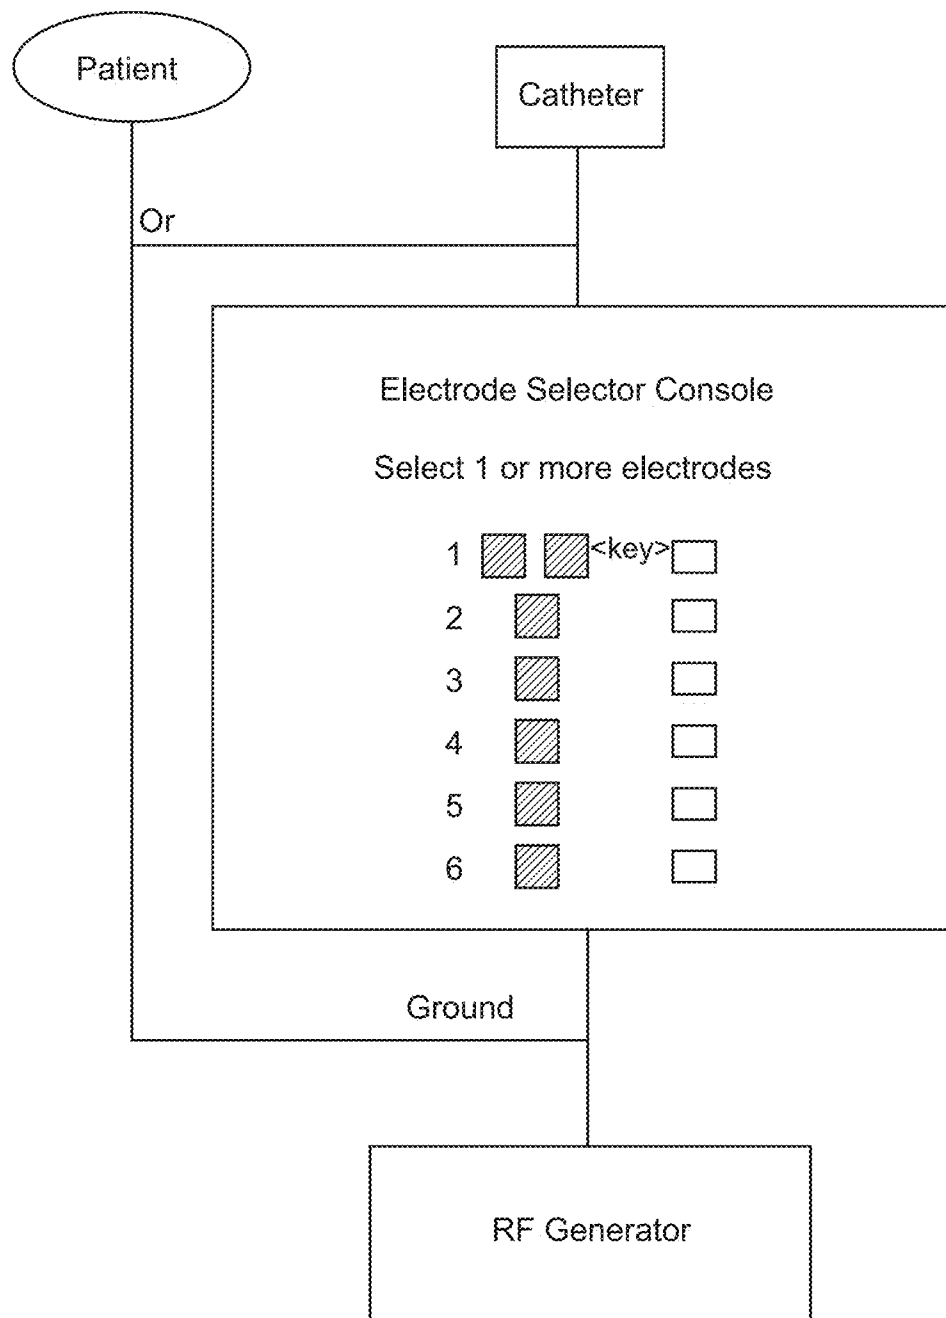 Patient
Catheter
Or
Electrode Selector Console
Select 1 or more electrodes
1 <key>
2
3
4
5
6
Ground
RF Generator